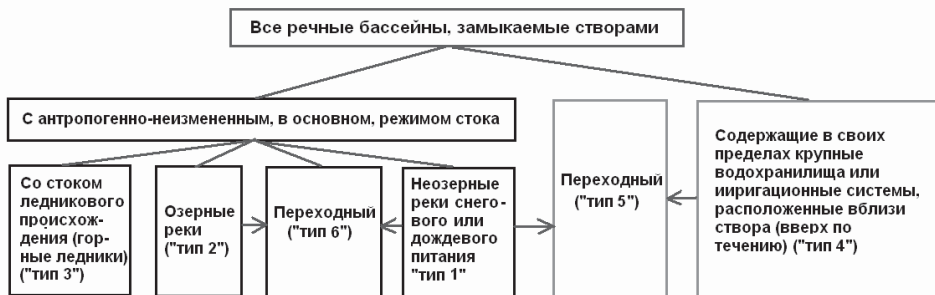 Все речные бассейны, замыкаемые створами
С антропогенно-неизмененным, в основном, режимом стока
Со стоком
ледникового
происхож-
дения (гор-
ные ледники)
("тип 3")
Озерные
реки
("тип 2")
Переходный
("тип 6")
Неозерные
реки снего-
вого или
дождевого
питания
"тип 1"
Переходный
("тип 5")
Содержащие в своих
пределах крупные
водохранилища или
ииригационные системы,
расположенные вблизи
створа (вверх по
течению) ("тип 4")